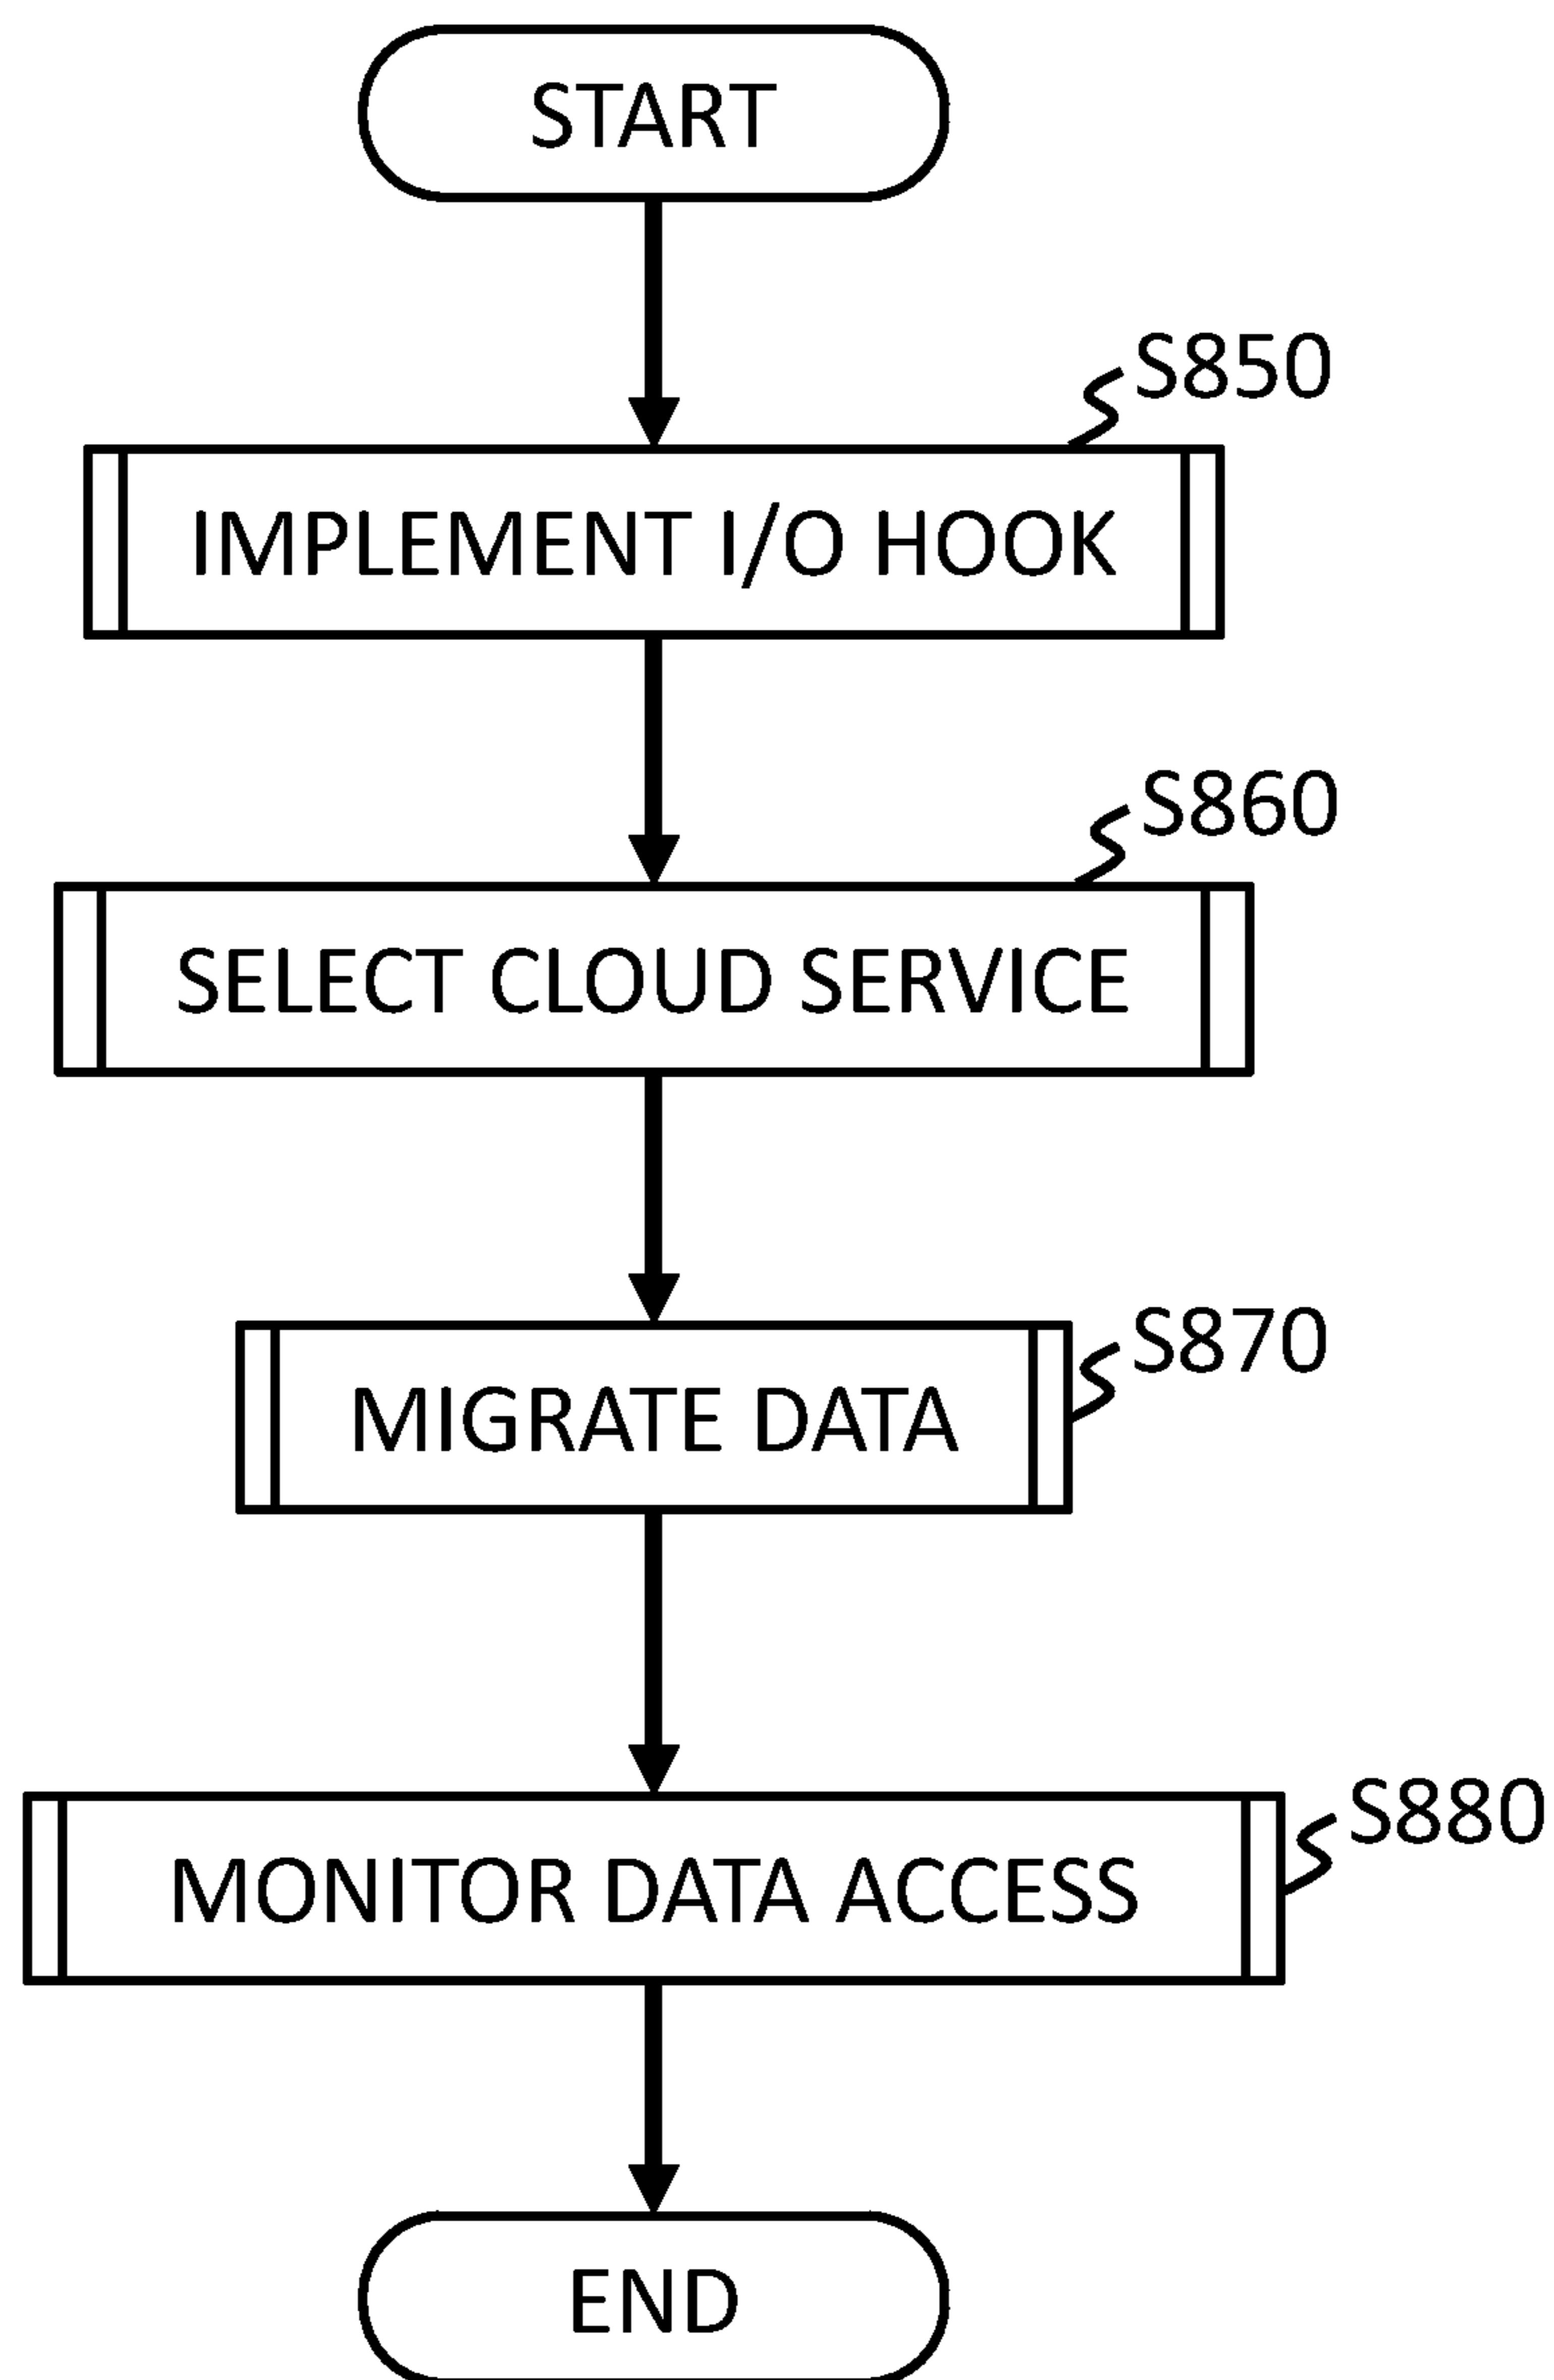 START
S850
IMPLEMENT I/O HOOK
S860
SELECT CLOUD SERVICE
S870
MIGRATE DATA
S880
MONITOR DATA ACCESS
END